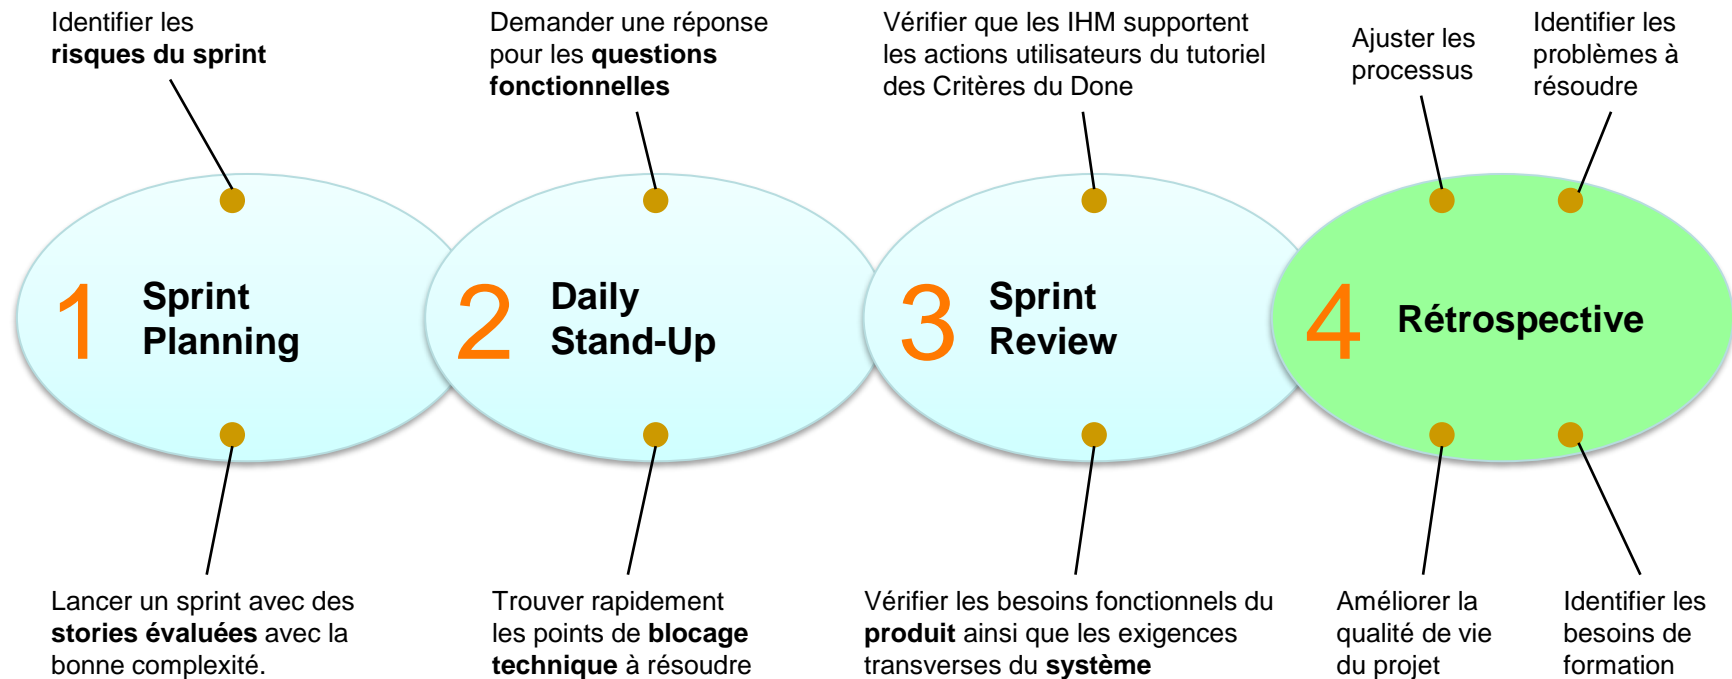 Identifier les
risques du sprint
Demander une réponse
pour les questions
fonctionnelles
Vérifier que les IHM supportent
les actions utilisateurs du tutoriel
des Critères du Done
Ajuster les
processus
Identifier les
problèmes à
résoudre
1
Sprint
Planning
2
Daily
Stand-Up
3
Sprint
Review
4
Rétrospective
Lancer un sprint avec des
stories évaluées avec la
bonne complexité.
Trouver rapidement
les points de blocage
technique à résoudre
Vérifier les besoins fonctionnels du
produit ainsi que les exigences
transverses du système
Améliorer la
qualité de vie
du projet
Identifier les
besoins de
formation